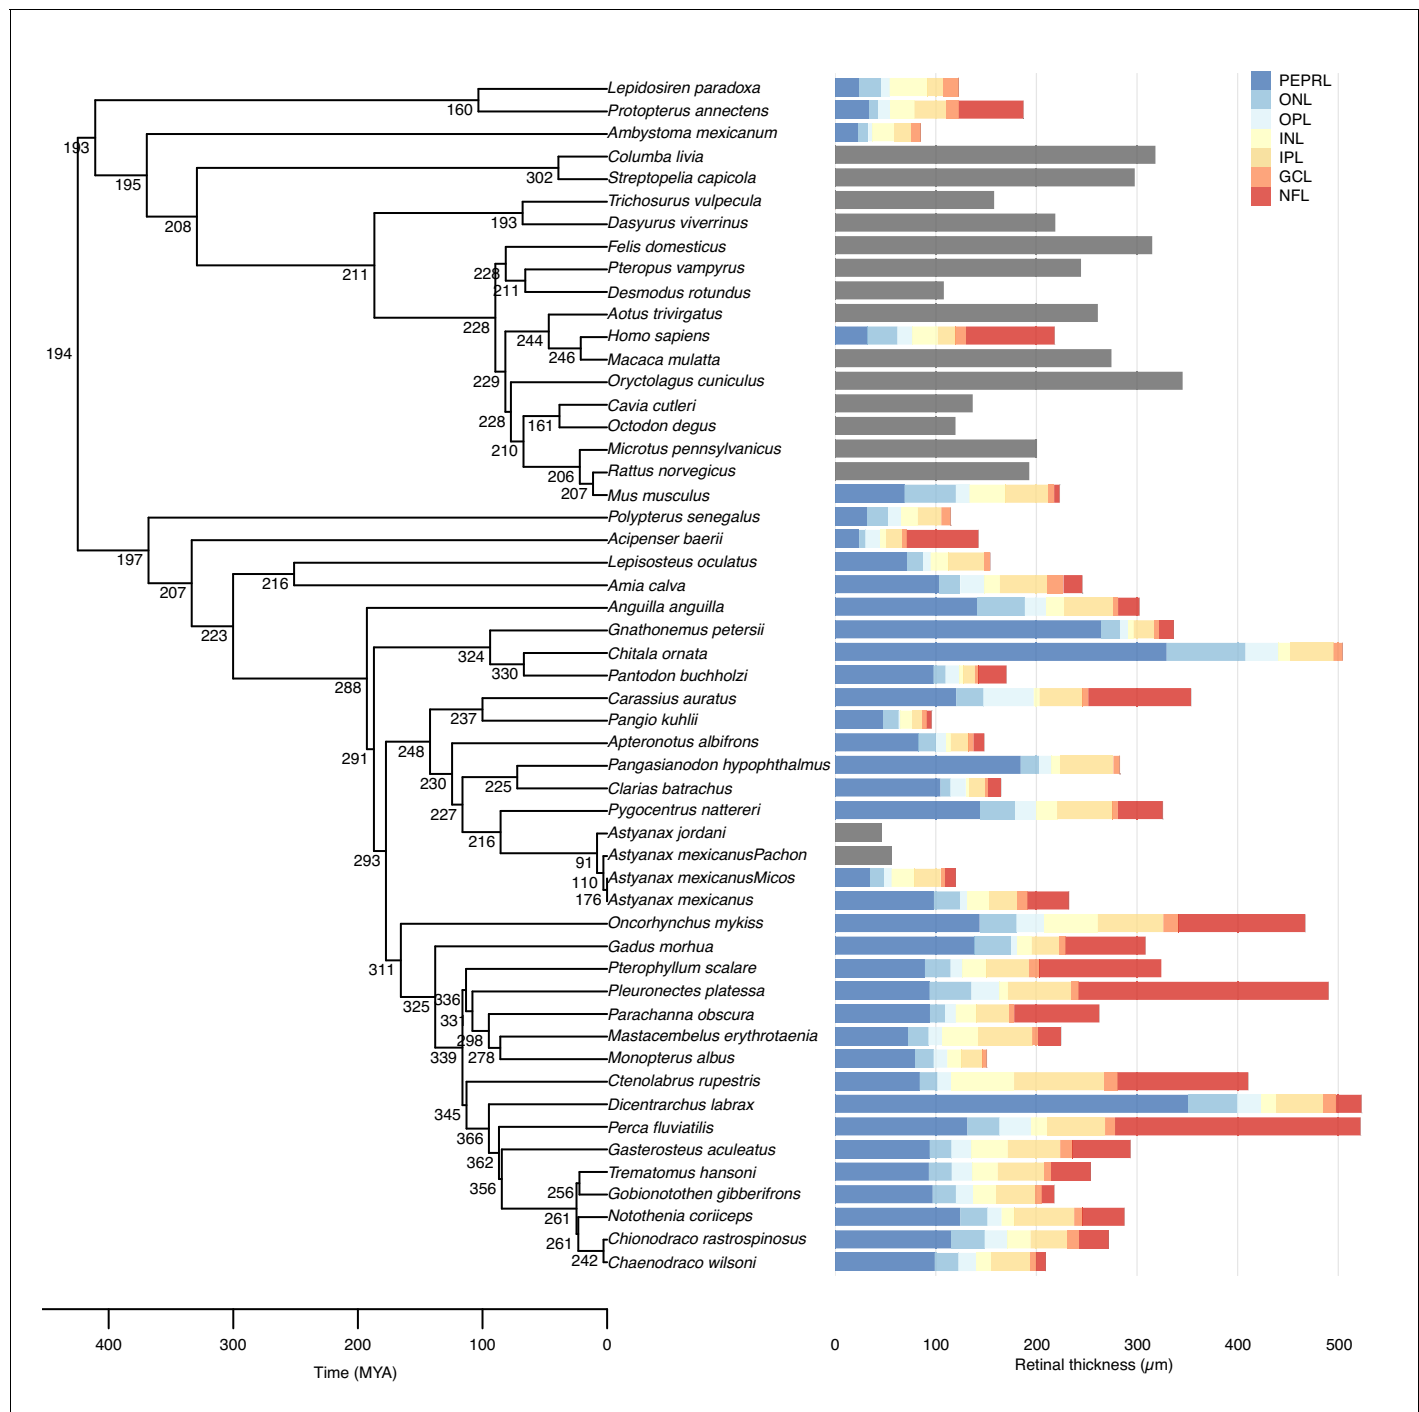 Lepidosiren paradoxa
PEPRL
ONL
OPL
INL
IPL
GCL
NFL
160
Protopterus annectens
Ambystoma mexicanum
193
Columba livia
302
Streptopelia capicola
195
Trichosurus vulpecula
193
Dasyurus viverrinus
208
Felis domesticus
Pteropus vampyrus
211
228
211
Desmodus rotundus
Aotus trivirgatus
228
Homo sapiens
244
194
246
Macaca mulatta
229
Oryctolagus cuniculus
Cavia cutleri
228
161
Octodon degus
210
Microtus pennsylvanicus
206
Rattus norvegicus
207
Mus musculus
Polypterus senegalus
Acipenser baerii
197
Lepisosteus oculatus
216
Amia calva
207
Anguilla anguilla
223
Gnathonemus petersii
324
Chitala ornata
330
Pantodon buchholzi
288
Carassius auratus
237
Pangio kuhlii
Apteronotus albifrons
248
291
Pangasianodon hypophthalmus
230
225
Clarias batrachus
Pygocentrus nattereri
227
Astyanax jordani
216
Astyanax mexicanusPachon
293
91
Astyanax mexicanusMicos
110
176
Astyanax mexicanus
Oncorhynchus mykiss
Gadus morhua
311
Pterophyllum scalare
Pleuronectes platessa
336
325
Parachanna obscura
331
Mastacembelus erythrotaenia
298
339
278
Monopterus albus
Ctenolabrus rupestris
Dicentrarchus labrax
345
Perca fluviatilis
366
Gasterosteus aculeatus
362
Trematomus hansoni
356
256
Gobionotothen gibberifrons
261
Notothenia coriiceps
Chionodraco rastrospinosus
261
242
Chaenodraco wilsoni
400 300 200 100 0
Time (MYA)
0 100 200 300 400 500
Retinal thickness (µm)